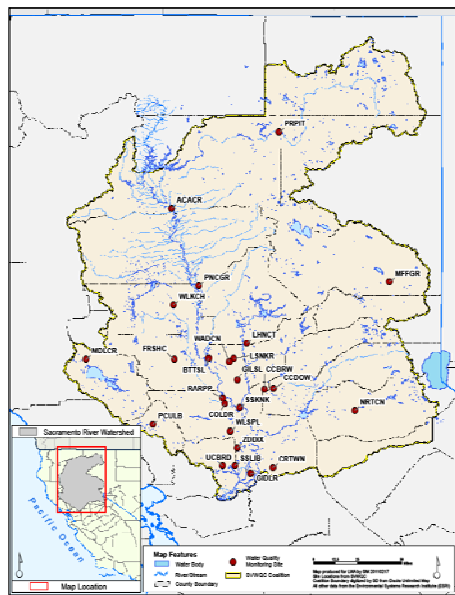 PRPIT
ACACR
PNCGR
MFFGR
WLKCH
LHNCT
WADCN
FRSHC
MDLCR
LSNKR
BTTSL
GILSL
CCBRW
CCDOW
RARPP
SSKNK
NRTCN
COLDR
PCULB
WLSPL
ZDDIX
UCBRD
SSLIB
CRTWN
GIDLR
Sacramento River Watershed
Pacific Ocean
Map Location
Map Features
Water Body
River/Stream
County Boundary
Water Quality
Monitoring Site
SVWQC Coalition
Miles